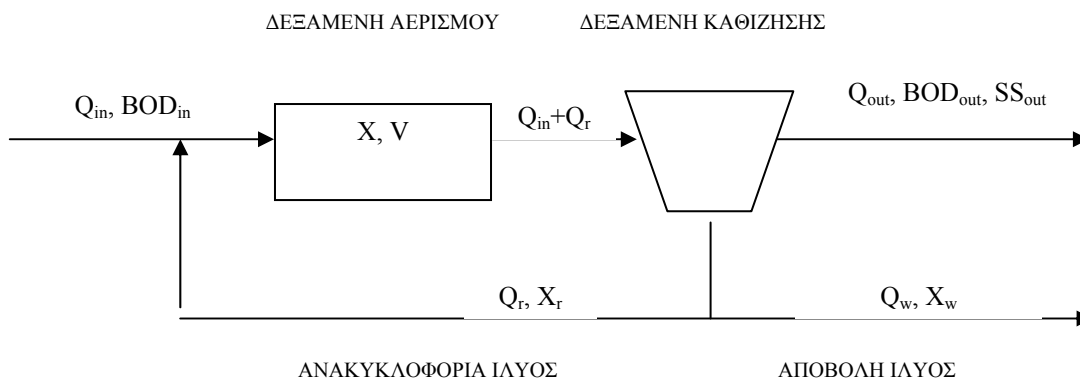 ΔΕΞΑΜΕΝΗ ΑΕΡΙΣΜΟΥ
ΔΕΞΑΜΕΝΗ ΚΑΘΙΖΗΣΗΣ
Qin, BODin
X, V
Qin+Qr
Qout, BODout, SSout
Qr, Xr
Qw, Xw
ΑΝΑΚΥΚΛΟΦΟΡΙΑ ΙΛΥΟΣ
ΑΠΟΒΟΛΗ ΙΛΥΟΣ